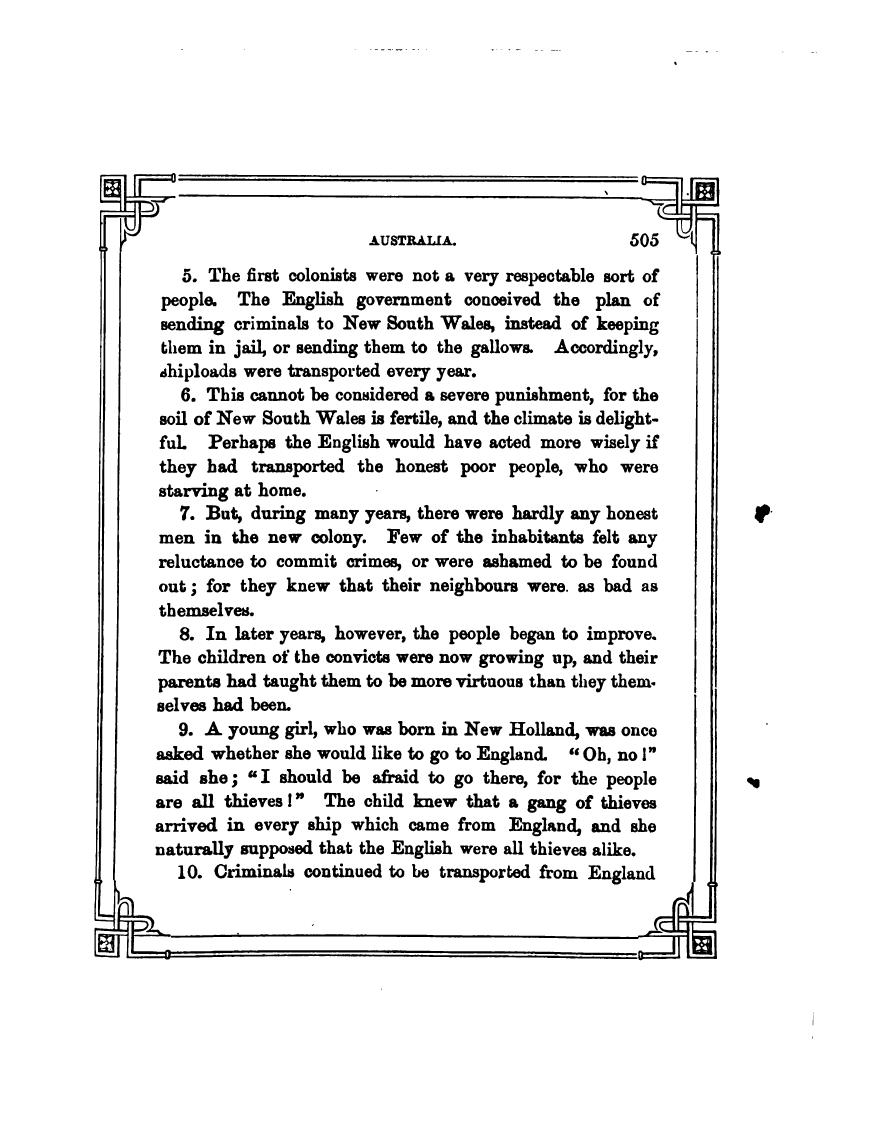 AUSTRALIA. 505
5. The first colonists were not a very respectable sort of
people. The English government conceived the plan of
sending criminals to New South Wales, instead of keeping
them in jail, or sending them to the gallows. Accordingly,
shiploads were transported every year.
6. This cannot be considered a severe punishment, for the
soil of New South Wales is fertile, and the climate is delight-
ful. Perhaps the English would have acted more wisely if
they had transported the honest poor people, who were
starving at home.
7. But, during many years, there were hardly any honest
men in the new colony. Few of the inhabitants felt any
reluctance to commit crimes, or were ashamed to be found
out; for they knew that their neighbours were as bad as
themselves.
8. In later years, however, the people began to improve.
The children of the convicts were now growing up, and their
parents had taught them to be more virtuous than they them-
selves had been.
9. A young girl, who was born in New Holland, was once
asked whether she would like to go to England. "Oh, no!"
said she; "I should be afraid to go there, for the people
are all thieves!" The child knew that a gang of thieves
arrived in every ship which came from England, and she
naturally supposed that the English were all thieves alike.
10. Criminals continued to be transported from England